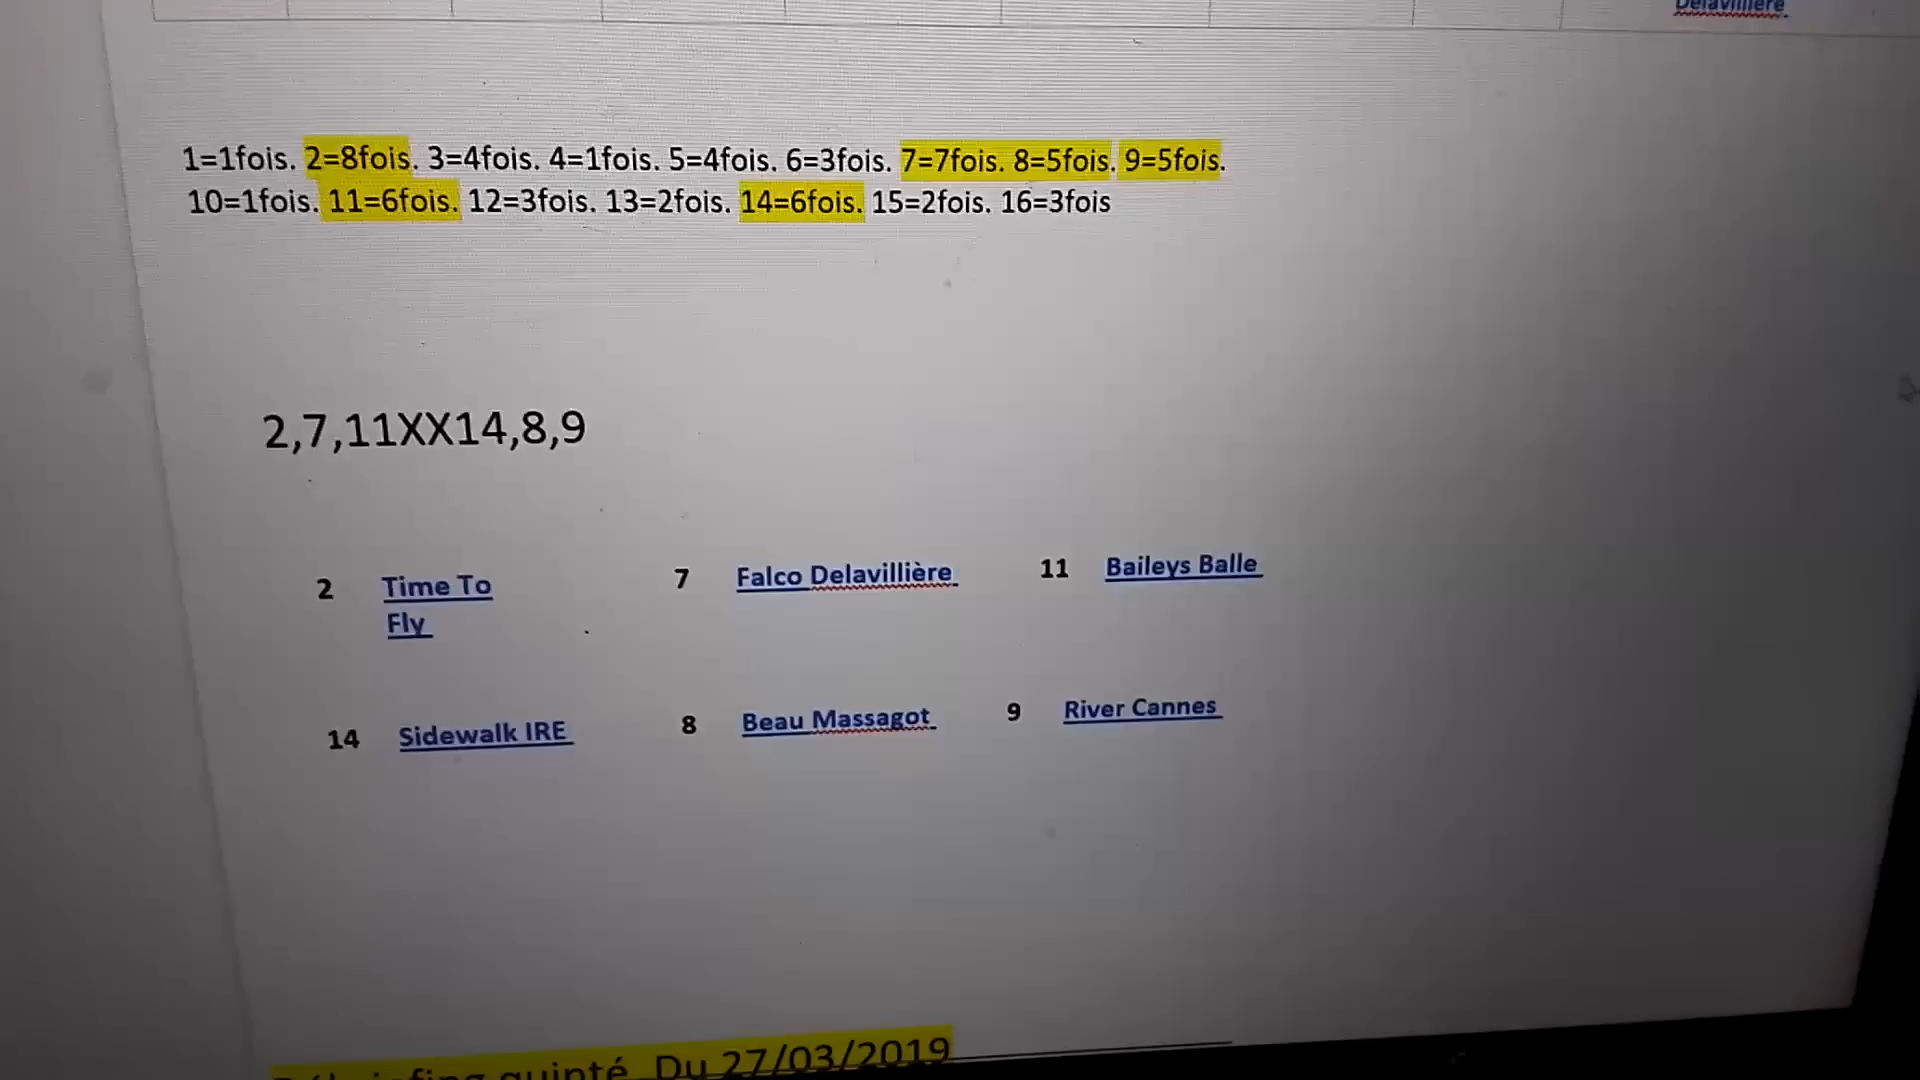 Delavillière
1=1fois. 2=8fois. 3=4fois. 4=1fois. 5=4fois. 6=3fois. 7=7fois. 8=5fois. 9=5fois.
10=1fois. 11=6fois. 12=3fois. 13=2fois. 14=6fois. 15=2fois. 16=3fois
2,7,11XX14,8,9
2 Time To Fly 7 Falco Delavillière 11 Baileys Balle
14 Sidewalk IRE 8 Beau Massagot 9 River Cannes
quinté Du 27/03/2019